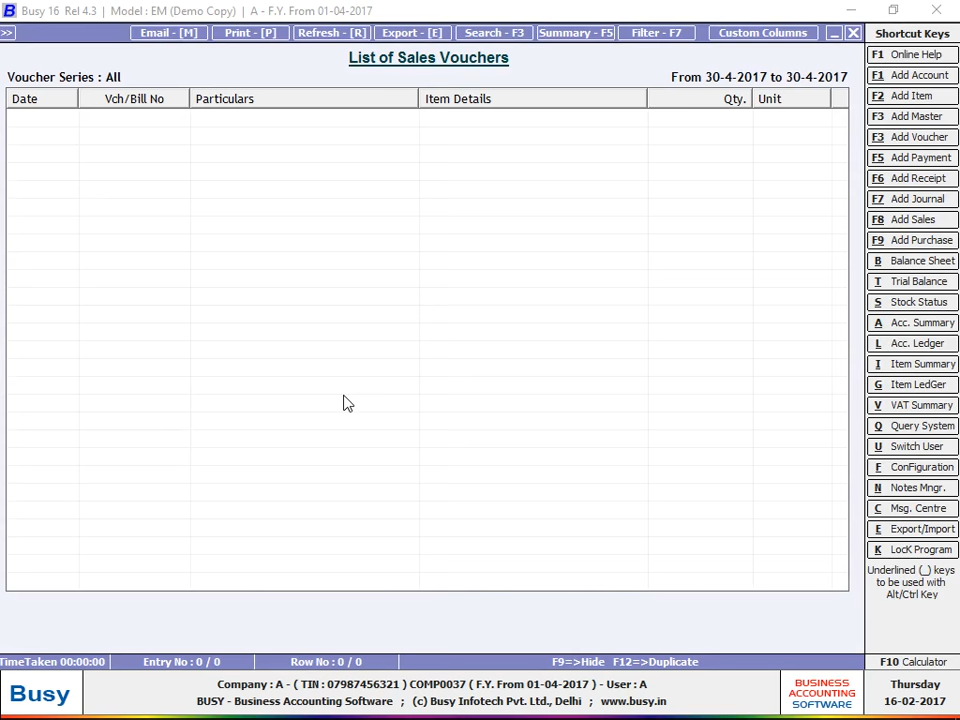 B Busy 16 Rel 4.3 | Model : EM (Demo Copy) | A - F.Y. From 01-04-2017
>> Email - [M] Print - [P] Refresh - [R] Export - [E] Search - F3 Summary - F5 Filter - F7 Custom Columns
List of Sales Vouchers
Voucher Series : All From 30-4-2017 to 30-4-2017
Date Vch/Bill No Particulars Item Details Qty. Unit
Shortcut Keys
F1 Online Help
F1 Add Account
F2 Add Item
F3 Add Master
F3 Add Voucher
F5 Add Payment
F6 Add Receipt
F7 Add Journal
F8 Add Sales
F9 Add Purchase
B Balance Sheet
T Trial Balance
S Stock Status
A Acc. Summary
L Acc. Ledger
I Item Summary
G Item LedGer
V VAT Summary
Q Query System
U Switch User
F ConFiguration
N Notes Mngr.
C Msg. Centre
E Export/Import
K LocK Program
Underlined (_) keys
to be used with
Alt/Ctrl Key
F10 Calculator
TimeTaken 00:00:00 Entry No : 0 / 0 Row No : 0 / 0 F9=>Hide F12=>Duplicate
Busy
Company : A - ( TIN : 07987456321 ) COMP0037 ( F.Y. From 01-04-2017 ) - User : A
BUSY - Business Accounting Software ; (c) Busy Infotech Pvt. Ltd., Delhi ; www.busy.in
BUSINESS
ACCOUNTING
SOFTWARE
Thursday
16-02-2017